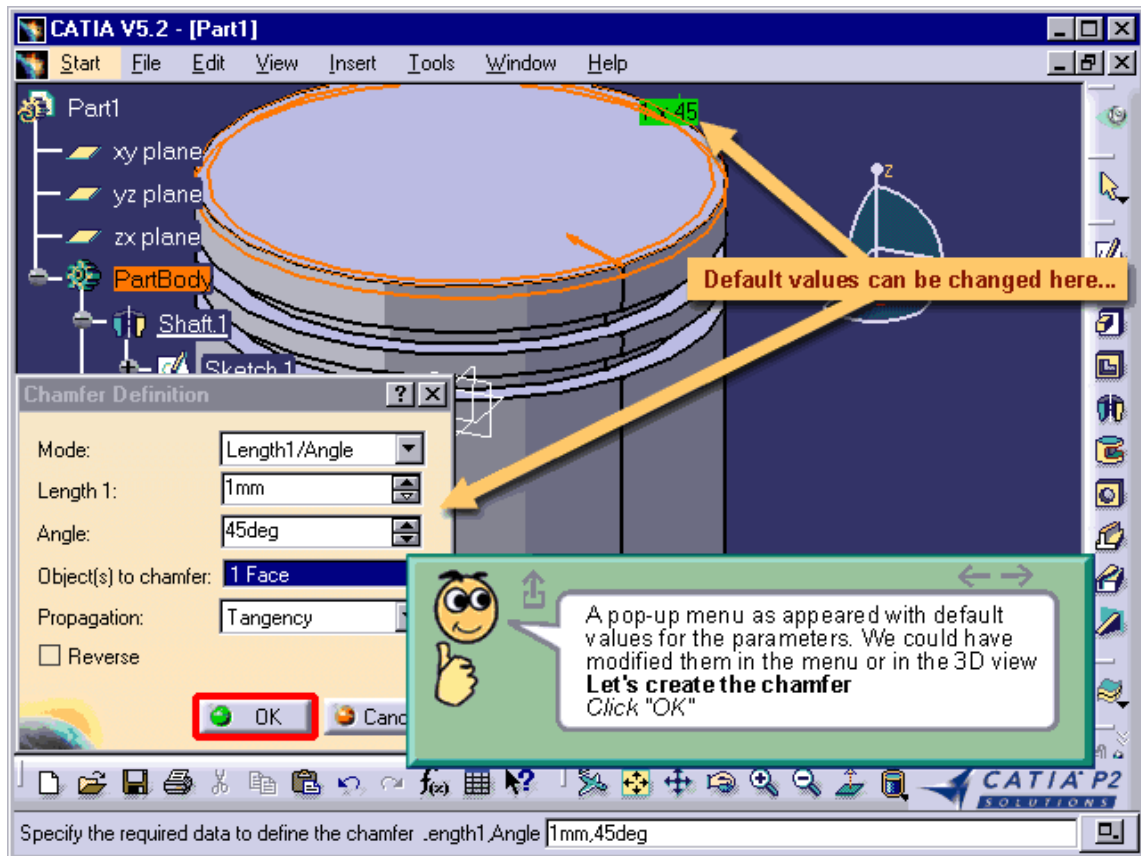 CATIA V5.2 - [Part1]
Start File Edit View Insert Tools Window Help
Part1
1 x 45
xy plane
z
yz plane
zx plane
Default values can be changed here...
PartBody
Shaft.1
Sketch.1
Chamfer Definition
Mode: Length1/Angle
Length 1: 1mm
Angle: 45deg
Object(s) to chamfer: 1 Face
Propagation: Tangency
Reverse
OK
A pop-up menu as appeared with default
values for the parameters. We could have
modified them in the menu or in the 3D view
Let's create the chamfer
Click "OK"
f(x)
CATIA P2
SOLUTIONS
Specify the required data to define the chamfer .ength1,Angle 1mm,45deg